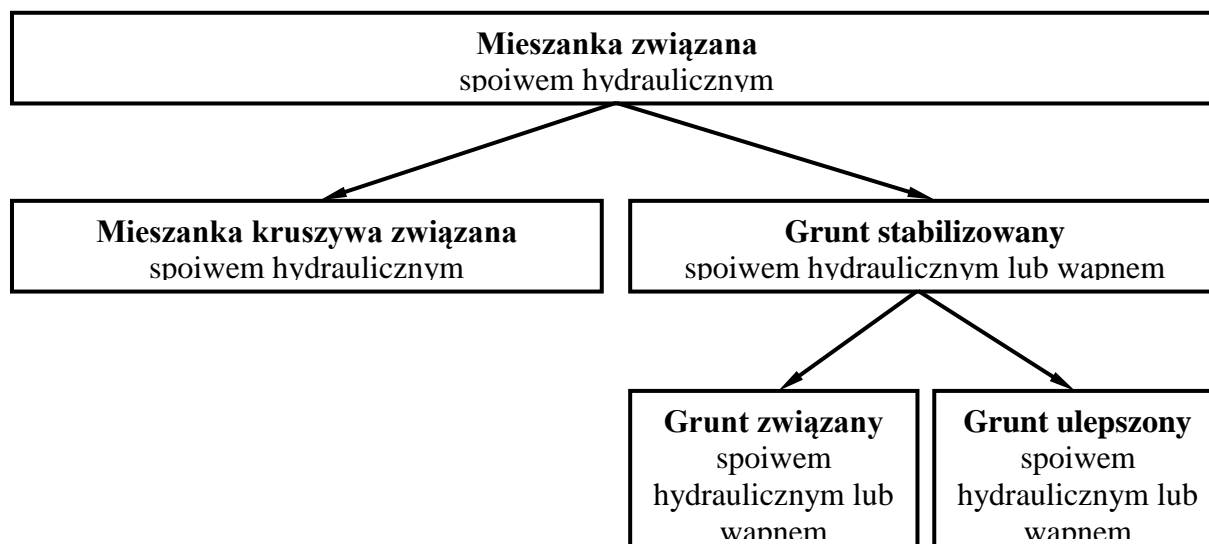 Mieszanka związana
spoiwem hydraulicznym
Mieszanka kruszywa związana
spoiwem hydraulicznym
Grunt stabilizowany
spoiwem hydraulicznym lub wapnem
Grunt związany
spoiwem
hydraulicznym lub
wapnem
Grunt ulepszony
spoiwem
hydraulicznym lub
wapnem